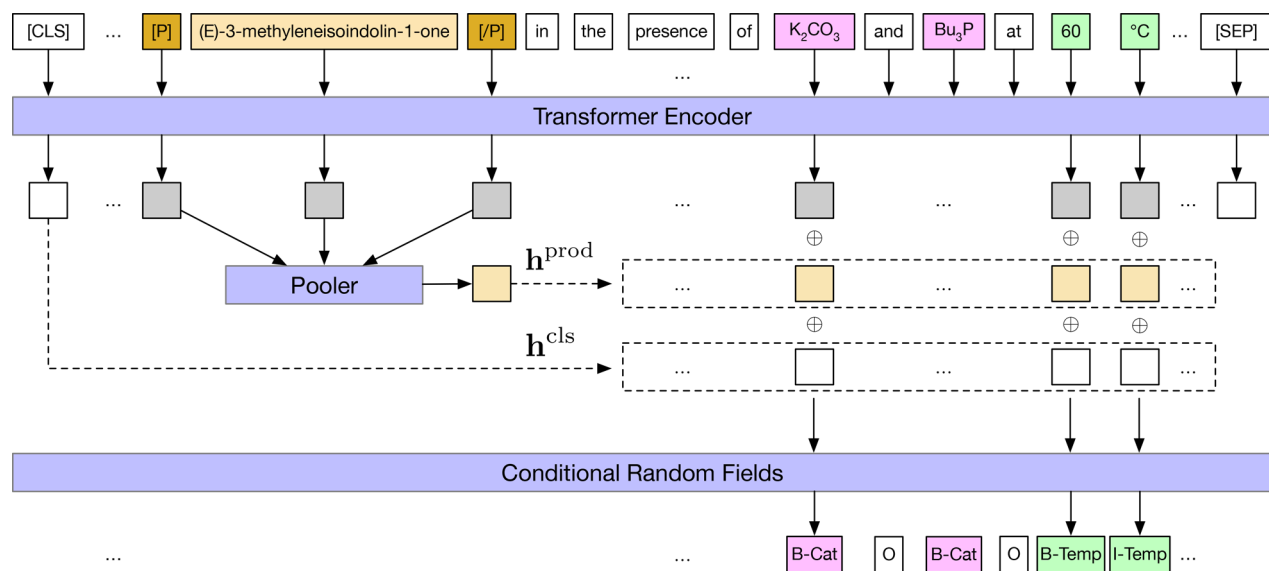 [CLS] ... [P] (E)-3-methyleneisoindolin-1-one [/P] in the presence of K₂CO₃ and Bu₃P at 60 °C ... [SEP]
...
Transformer Encoder
... ... ... ...
⊕ ⊕ ⊕
h^prod
Pooler
... ... ...
⊕ ⊕ ⊕
h^cls
... ... ...
Conditional Random Fields
... ... B-Cat O B-Cat O B-Temp I-Temp ...